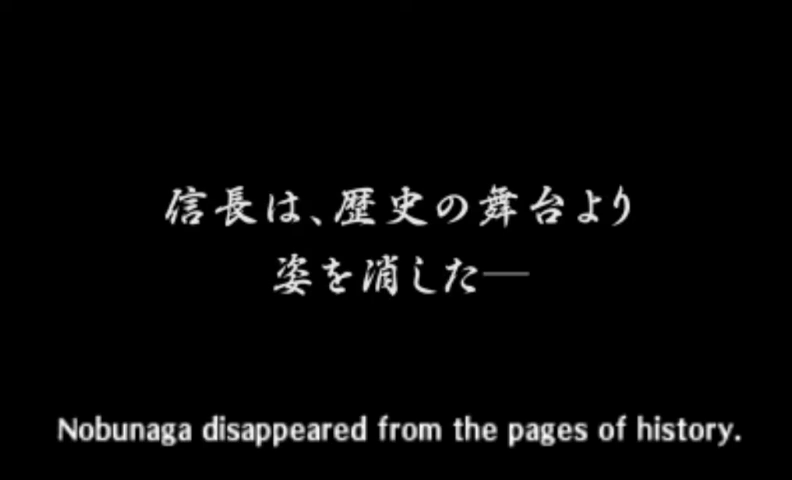 信長は、歴史の舞台より
姿を消した―
Nobunaga disappeared from the pages of history.